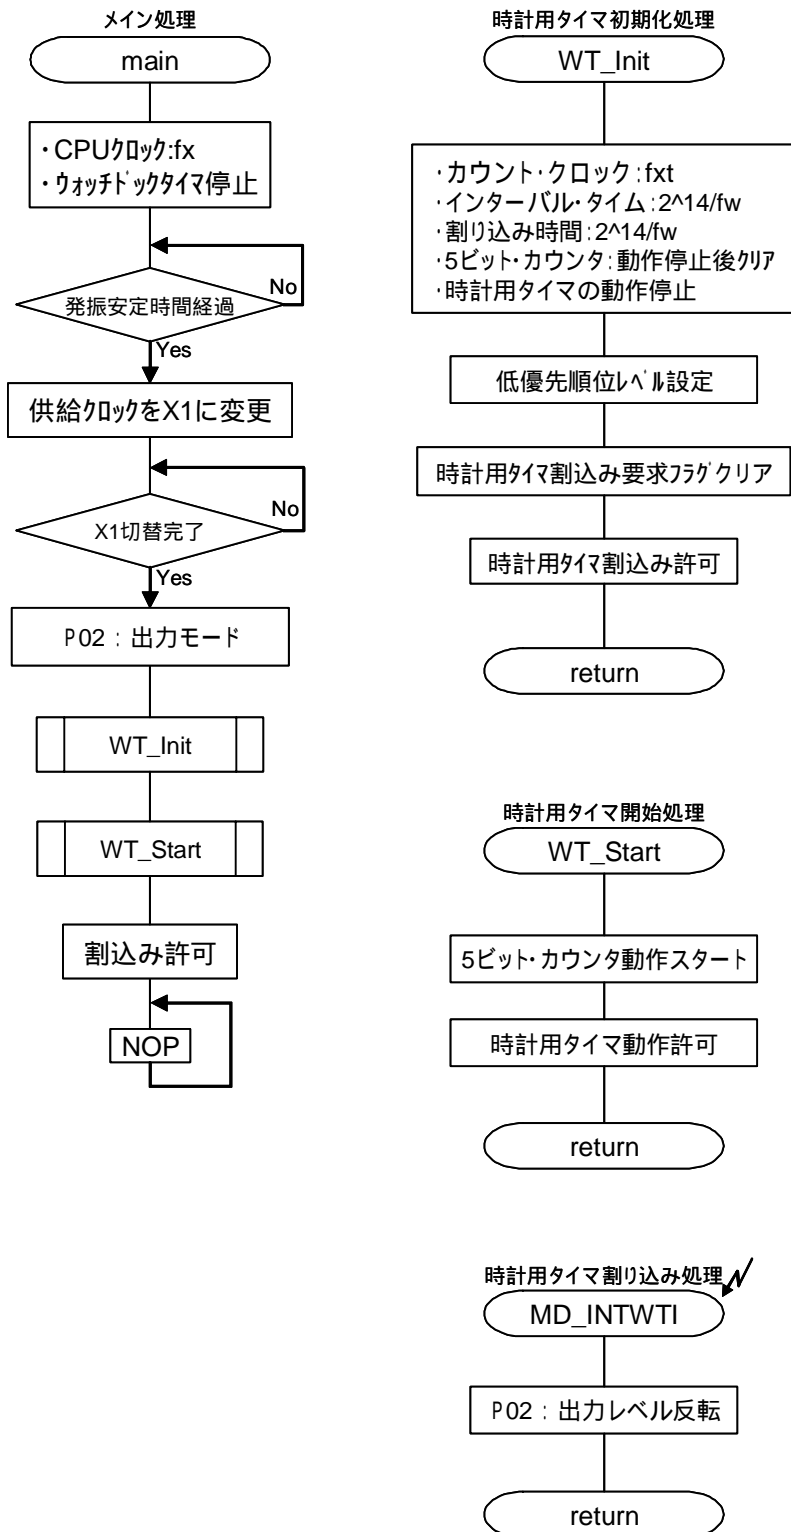 メイン処理
main
・CPUｸﾛｯｸ:fx
・ｳｫｯﾁﾄﾞｯｸﾀｲﾏ停止
No
発振安定時間経過
Yes
供給ｸﾛｯｸをX1に変更
No
X1切替完了
Yes
P02：出力モード
WT_Init
WT_Start
割込み許可
NOP
時計用タイマ初期化処理
WT_Init
・カウント・クロック:fxt
・インターバル・タイム:2^14/fw
・割り込み時間:2^14/fw
・5ビット・カウンタ:動作停止後ｸﾘｱ
・時計用タイマの動作停止
低優先順位ﾚﾍﾞﾙ設定
時計用ﾀｲﾏ割込み要求ﾌﾗｸﾞクリア
時計用ﾀｲﾏ割込み許可
return
時計用タイマ開始処理
WT_Start
5ビット・カウンタ動作スタート
時計用タイマ動作許可
return
時計用タイマ割り込み処理
MD_INTWTI
P02：出力レベル反転
return